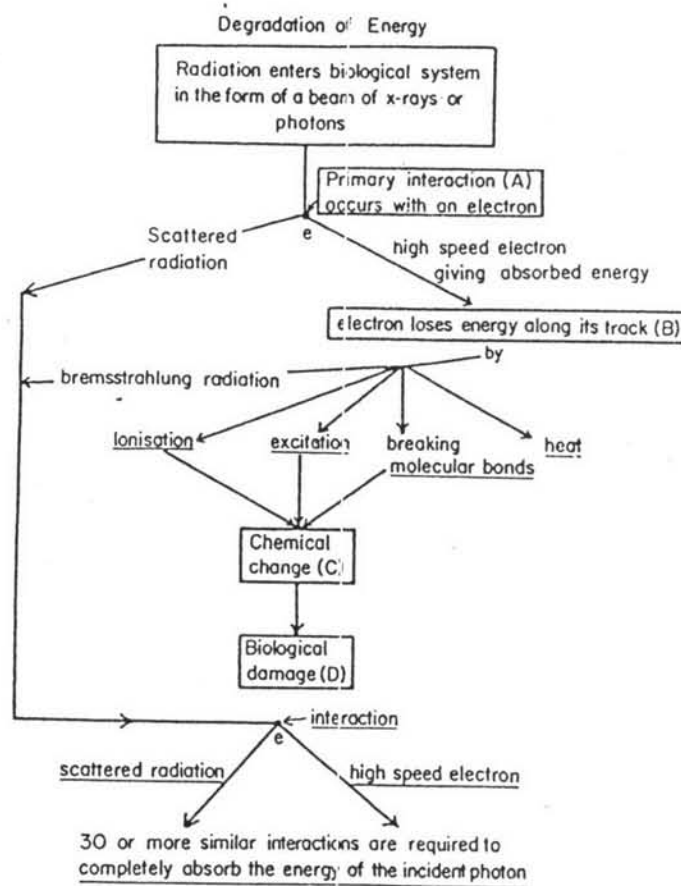 Degradation of Energy
Radiation enters biological system
in the form of a beam of x-rays or
photons
Primary interaction (A)
occurs with an electron
e
Scattered
radiation
high speed electron
giving absorbed energy
electron loses energy along its track (B)
by
bremsstrahlung radiation
Ionisation
excitation
breaking
molecular bonds
heat
Chemical
change (C)
Biological
damage (D)
interaction
e
scattered radiation
high speed electron
30 or more similar interactions are required to
completely absorb the energy of the incident photon